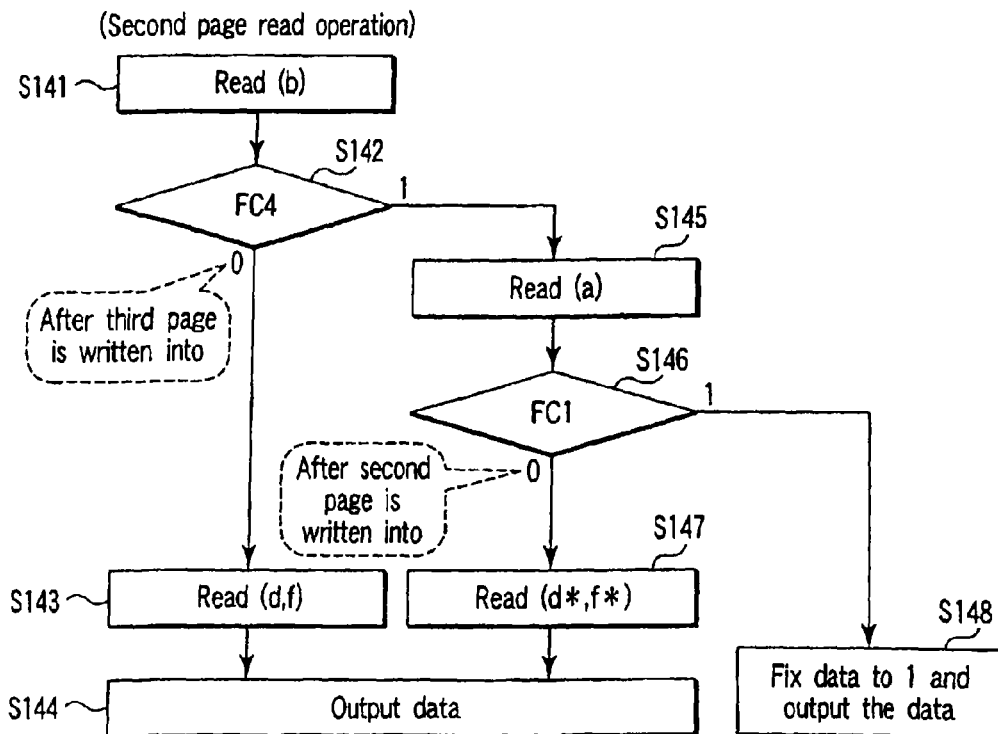 (Second page read operation)
S141
Read (b)
S142
FC4
1
0
After third page
is written into
S145
Read (a)
S146
FC1
1
0
After second
page is
written into
S143
Read (d,f)
S147
Read (d*,f*)
S144
Output data
S148
Fix data to 1 and
output the data